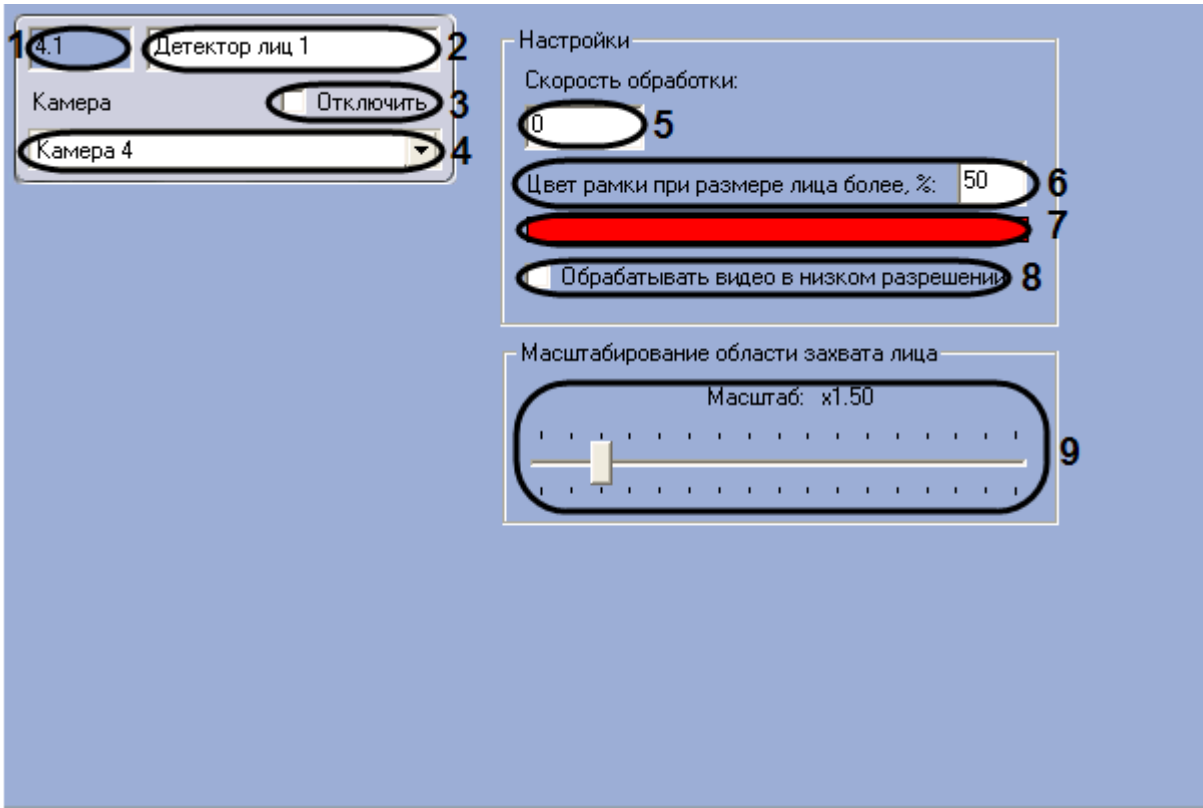 1 4.1 Детектор лиц 1 2
Камера Отключить 3
Камера 4 4
Настройки
Скорость обработки:
0 5
Цвет рамки при размере лица более, %: 50 6
7
Обрабатывать видео в низком разрешении 8
Масштабирование области захвата лица
Масштаб: x1.50
9